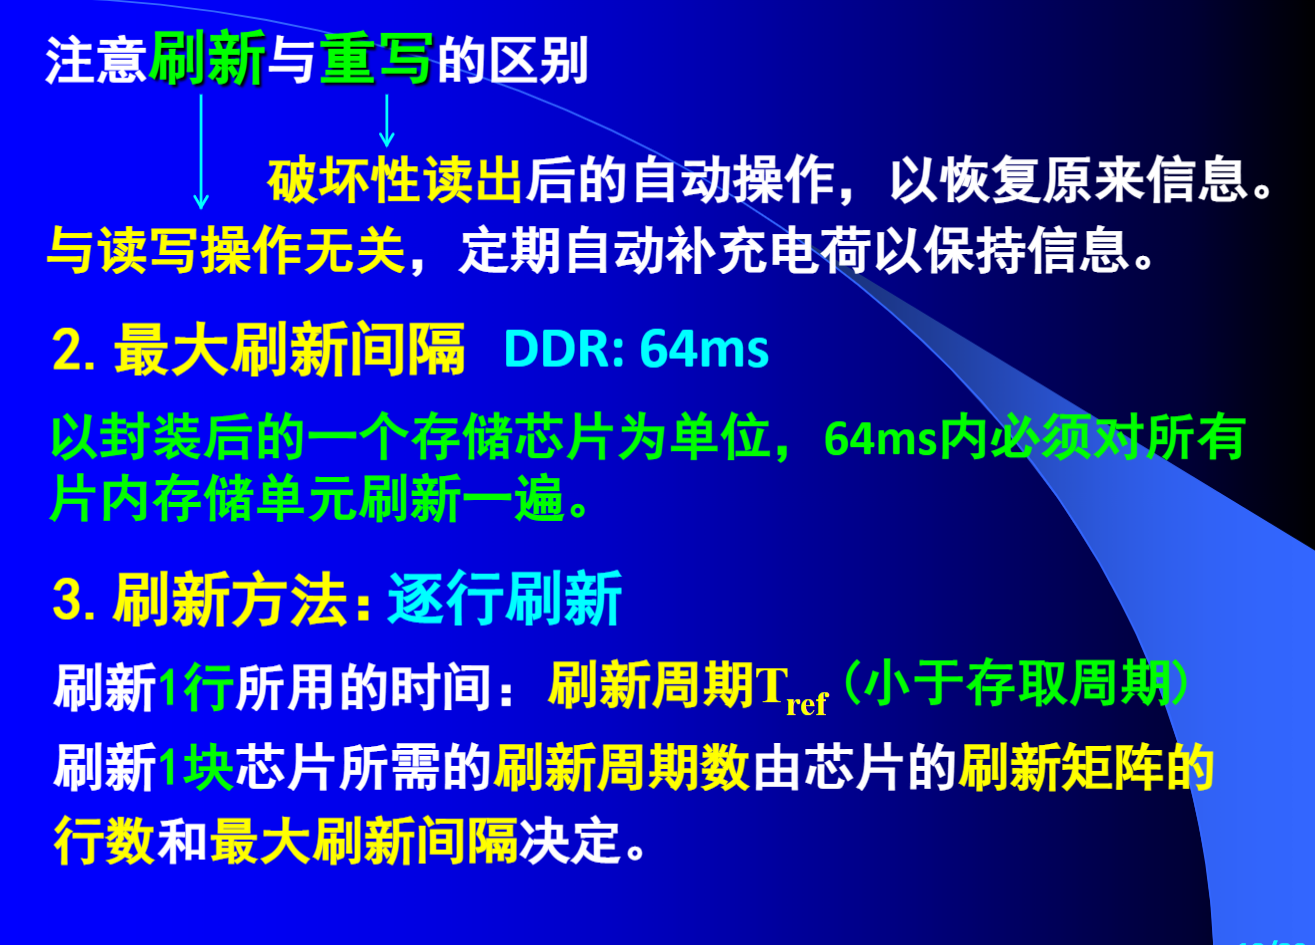 注意刷新与重写的区别
破坏性读出后的自动操作，以恢复原来信息。
与读写操作无关，定期自动补充电荷以保持信息。
2. 最大刷新间隔 DDR: 64ms
以封装后的一个存储芯片为单位，64ms内必须对所有
片内存储单元刷新一遍。
3. 刷新方法：逐行刷新
刷新1行所用的时间：刷新周期Tref (小于存取周期)
刷新1块芯片所需的刷新周期数由芯片的刷新矩阵的
行数和最大刷新间隔决定。